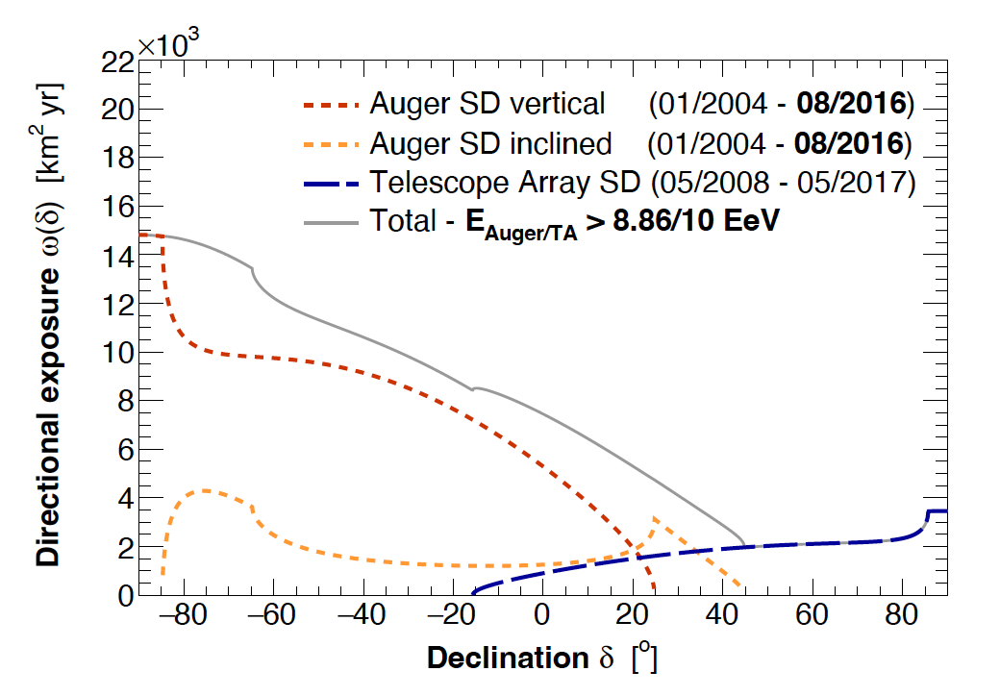 ×10³
22
20
18
16
14
12
10
8
6
4
2
0
Directional exposure ω(δ) [km² yr]
Auger SD vertical (01/2004 - 08/2016)
Auger SD inclined (01/2004 - 08/2016)
Telescope Array SD (05/2008 - 05/2017)
Total - E_Auger/TA > 8.86/10 EeV
−80 −60 −40 −20 0 20 40 60 80
Declination δ [°]